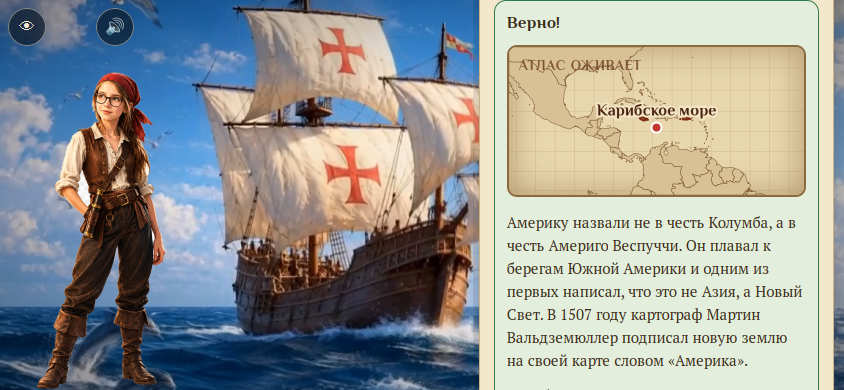 Верно!
АТЛАС ОЖИВАЕТ
Карибское море
Америку назвали не в честь Колумба, а в
честь Америго Веспуччи. Он плавал к
берегам Южной Америки и одним из
первых написал, что это не Азия, а Новый
Свет. В 1507 году картограф Мартин
Вальдземюллер подписал новую землю
на своей карте словом «Америка».